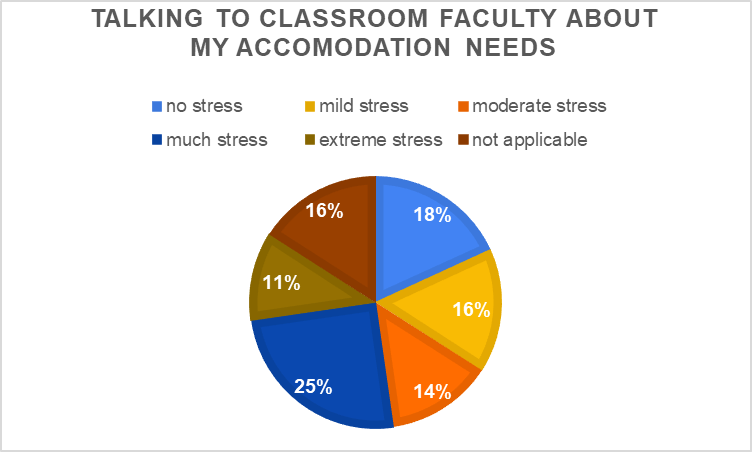 TALKING TO CLASSROOM FACULTY ABOUT
MY ACCOMODATION NEEDS
no stress mild stress moderate stress
much stress extreme stress not applicable
16% 18%
11% 16%
25% 14%